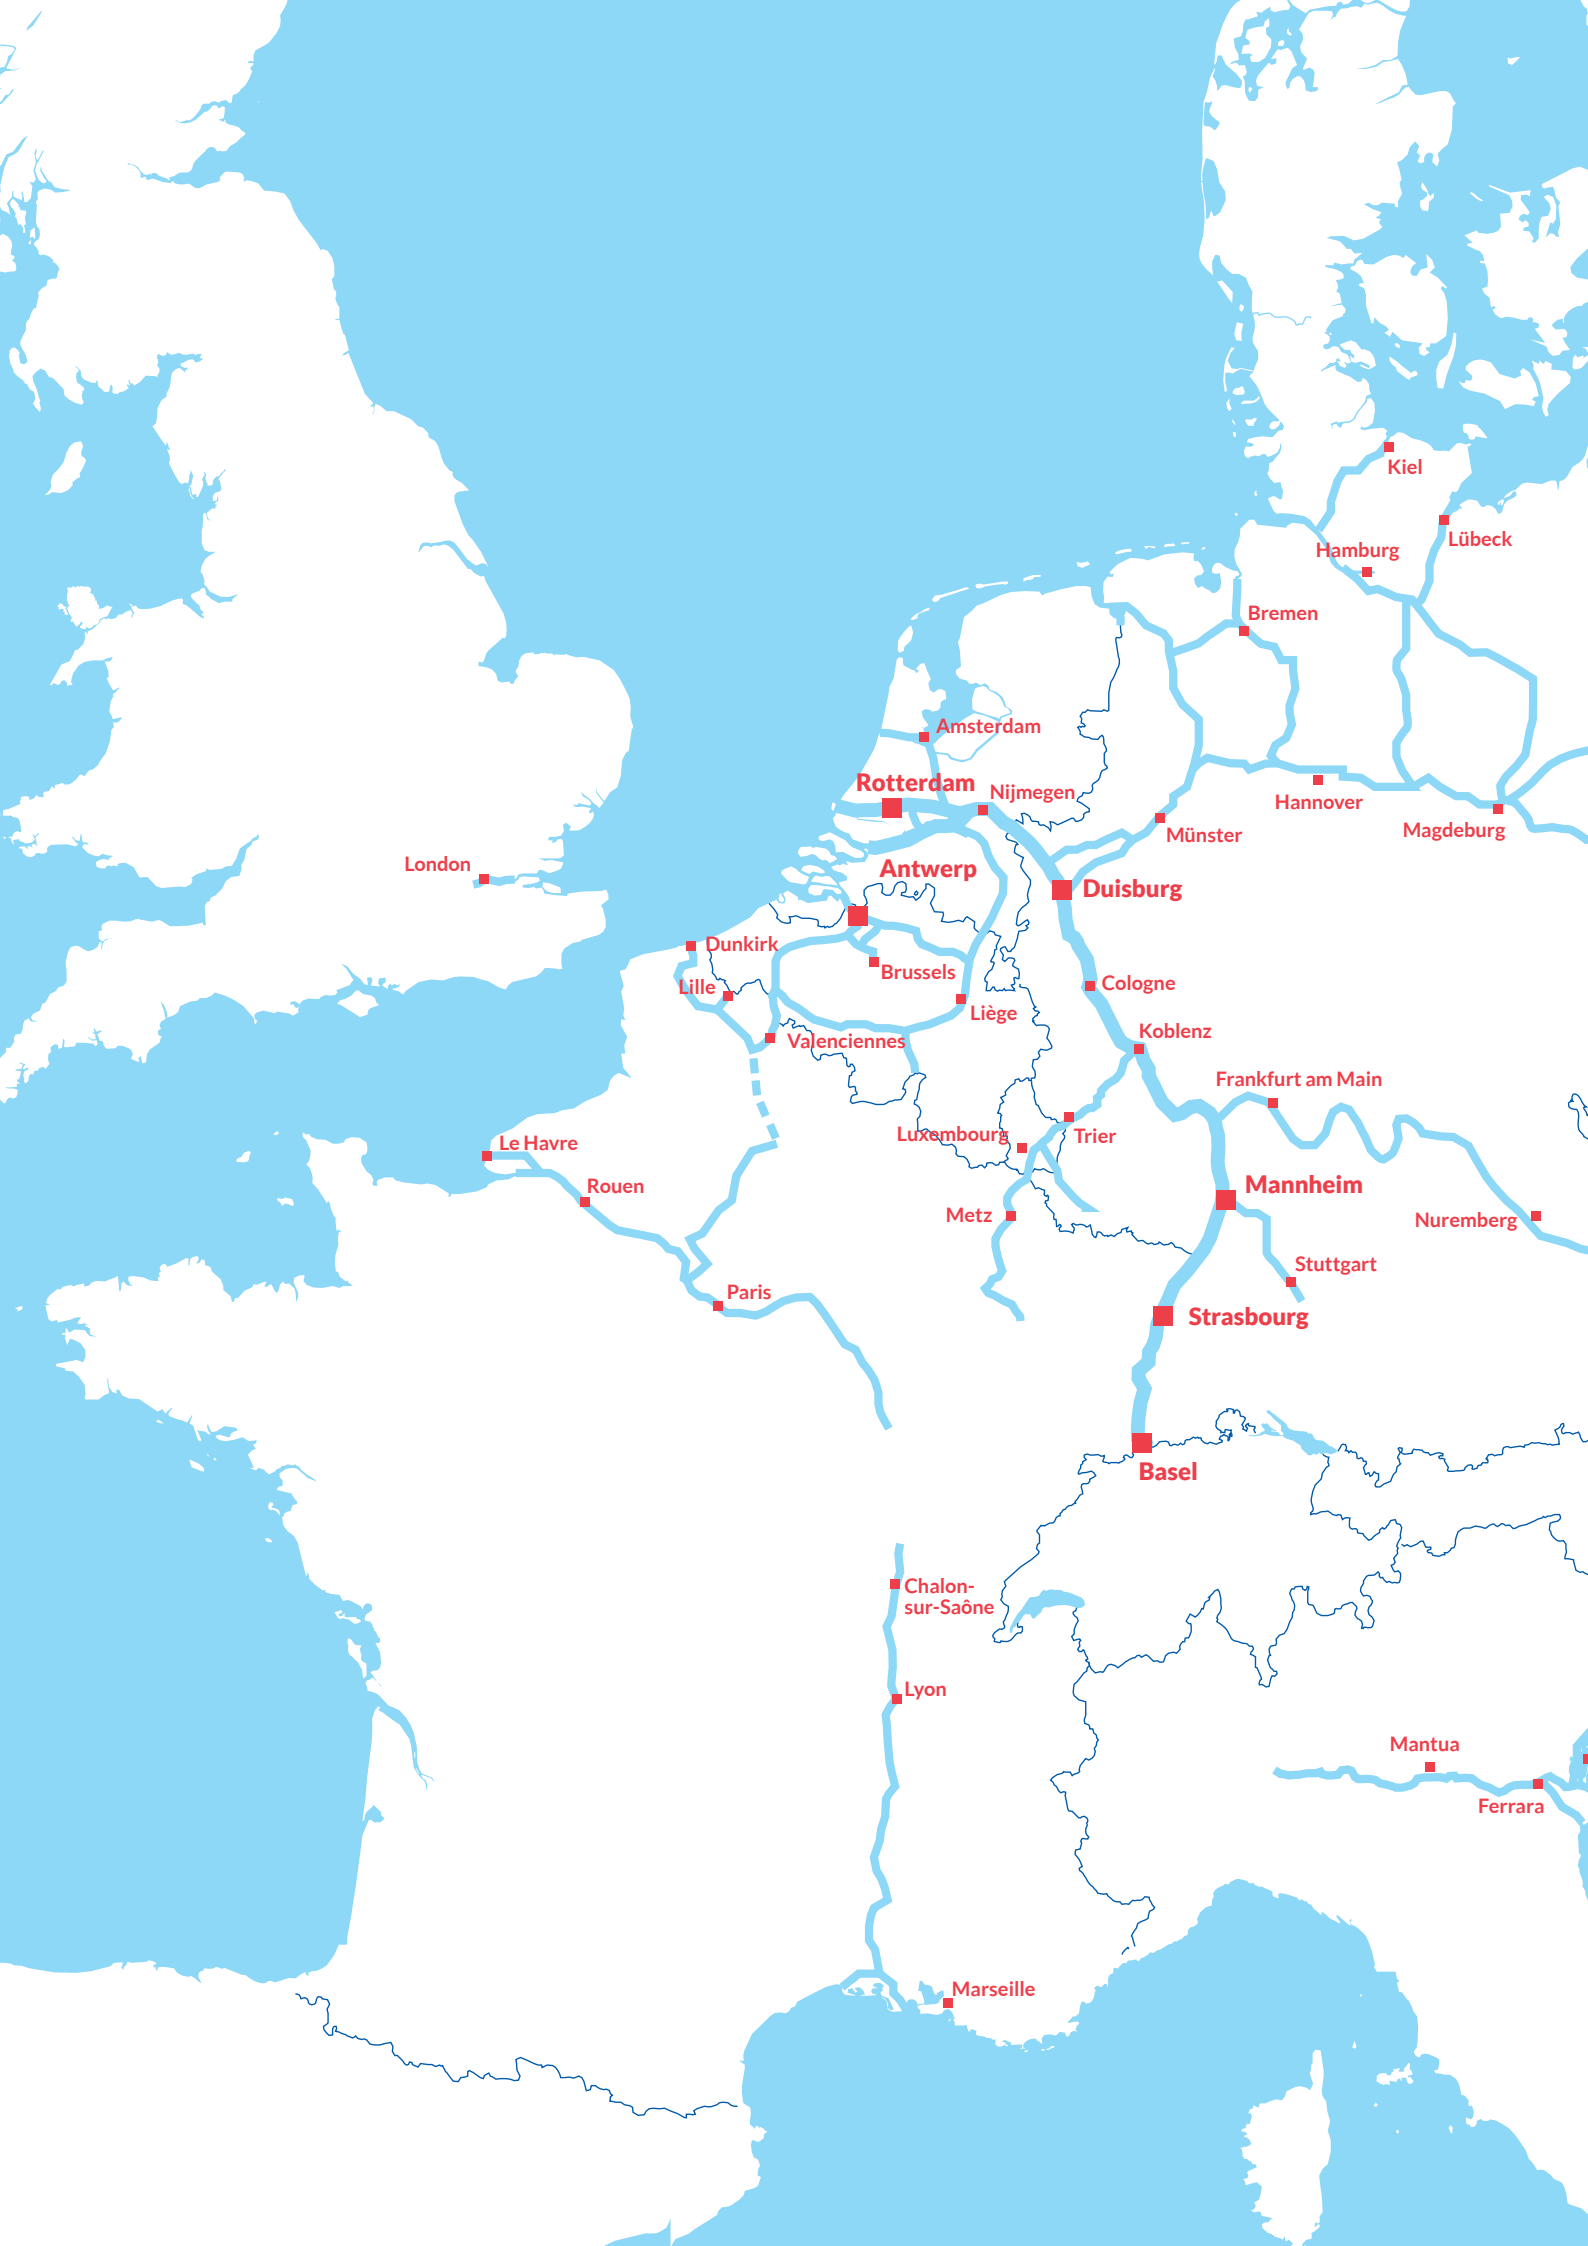 Kiel
Lübeck
Hamburg
Bremen
Amsterdam
Rotterdam
Nijmegen
Hannover
Magdeburg
Münster
London
Antwerp
Duisburg
Dunkirk
Brussels
Lille
Cologne
Liège
Koblenz
Valenciennes
Frankfurt am Main
Luxembourg
Trier
Le Havre
Rouen
Mannheim
Metz
Nuremberg
Stuttgart
Paris
Strasbourg
Basel
Chalon-
sur-Saône
Lyon
Mantua
Ferrara
Marseille